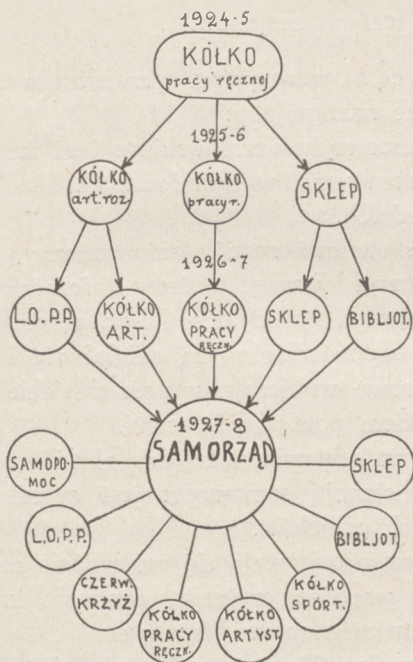 1924-5
KÓŁKO
pracy ręcznej
1925-6
KÓŁKO
art. roz.
KÓŁKO
pracy r.
SKLEP
1926-7
L.O.P.P.
KÓŁKO
ART.
KÓŁKO
PRACY
RĘCZN.
SKLEP
BIBLJOT.
1927-8
SAMORZĄD
SAMOPO-
MOC
SKLEP
L.O.P.P.
BIBLJOT.
CZERW.
KRZYŻ
KÓŁKO
SPORT.
KÓŁKO
PRACY
RĘCZN.
KÓŁKO
ARTYST.